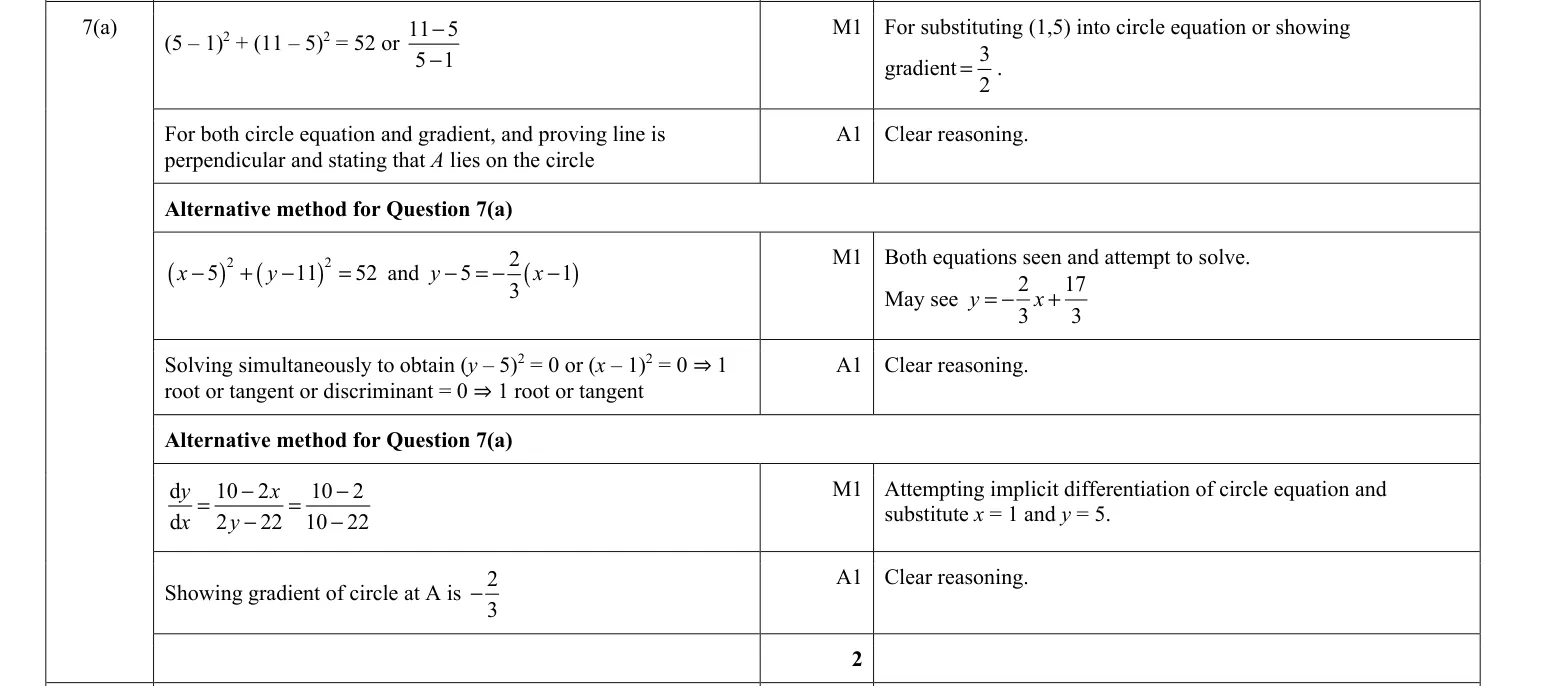 7(a)
(5 – 1)² + (11 – 5)² = 52 or (11−5)/(5−1)
M1
For substituting (1,5) into circle equation or showing
gradient = 3/2 .
For both circle equation and gradient, and proving line is
perpendicular and stating that A lies on the circle
A1
Clear reasoning.
Alternative method for Question 7(a)
(x−5)² + (y−11)² = 52 and y−5 = −2/3(x−1)
M1
Both equations seen and attempt to solve.
May see y = −2/3 x + 17/3
Solving simultaneously to obtain (y – 5)² = 0 or (x – 1)² = 0 ⇒ 1
root or tangent or discriminant = 0 ⇒ 1 root or tangent
A1
Clear reasoning.
Alternative method for Question 7(a)
dy/dx = (10−2x)/(2y−22) = (10−2)/(10−22)
M1
Attempting implicit differentiation of circle equation and
substitute x = 1 and y = 5.
Showing gradient of circle at A is −2/3
A1
Clear reasoning.
2